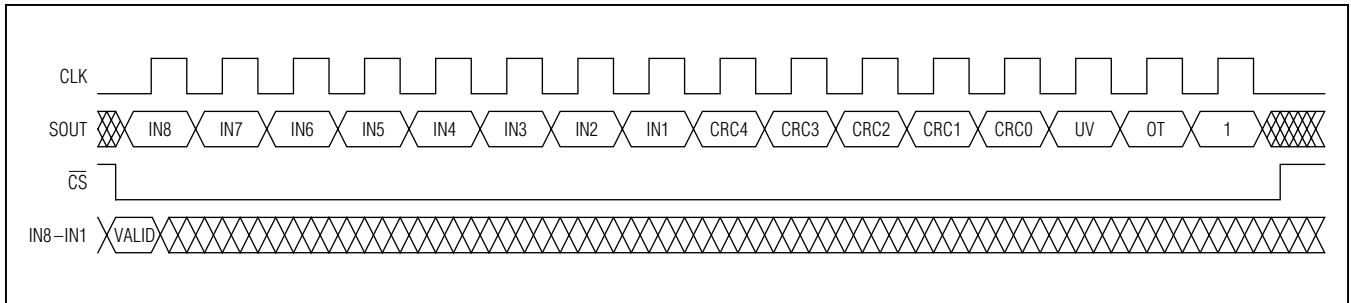 CLK
SOUT IN8 IN7 IN6 IN5 IN4 IN3 IN2 IN1 CRC4 CRC3 CRC2 CRC1 CRC0 UV OT 1
CS
IN8–IN1 VALID